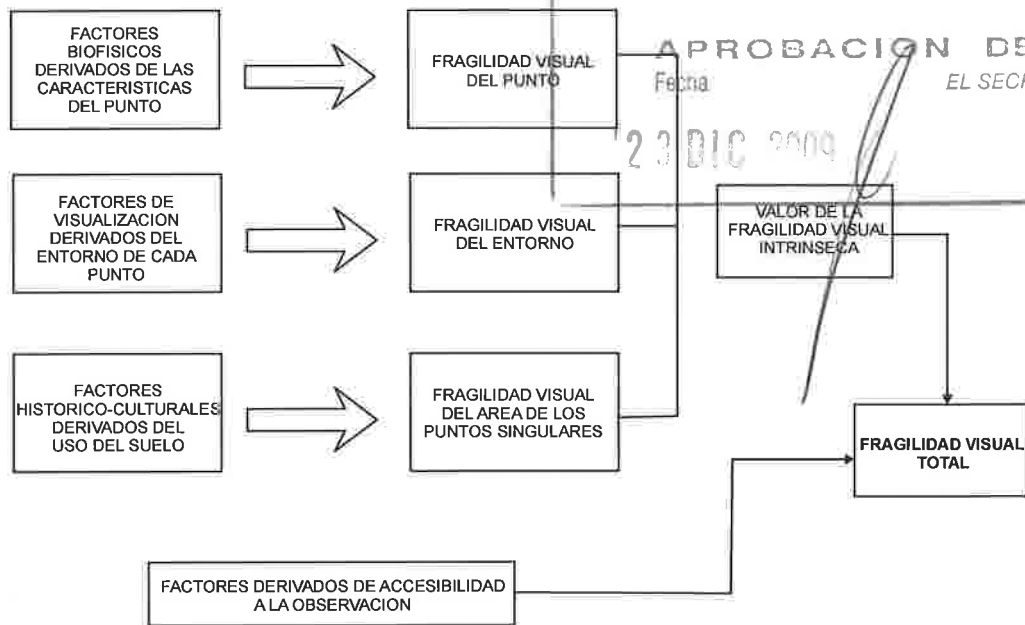 FACTORES
BIOFISICOS
DERIVADOS DE LAS
CARACTERISTICAS
DEL PUNTO
FRAGILIDAD VISUAL
DEL PUNTO
APROBACION DE
Fecha
EL SECR
23 DIC 2009
FACTORES DE
VISUALIZACION
DERIVADOS DEL
ENTORNO DE CADA
PUNTO
FRAGILIDAD VISUAL
DEL ENTORNO
VALOR DE LA
FRAGILIDAD VISUAL
INTRINSECA
FACTORES
HISTORICO-CULTURALES
DERIVADOS DEL
USO DEL SUELO
FRAGILIDAD VISUAL
DEL AREA DE LOS
PUNTOS SINGULARES
FRAGILIDAD VISUAL
TOTAL
FACTORES DERIVADOS DE ACCESIBILIDAD
A LA OBSERVACION